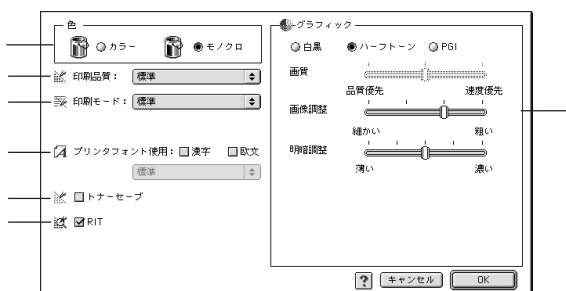 色
カラー
モノクロ
印刷品質：
標準
印刷モード：
標準
プリンタフォント使用：
漢字
欧文
標準
トナーセーブ
RIT
グラフィック
白黒
ハーフトーン
PGI
画質
品質優先
速度優先
画像調整
細かい
粗い
明暗調整
薄い
濃い
?
キャンセル
OK